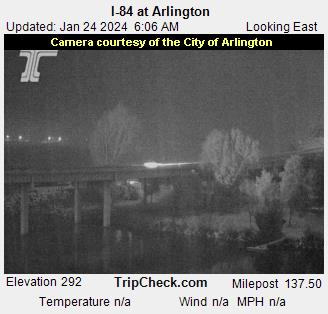 I-84 at Arlington
Updated: Jan 24 2024 6:06 AM Looking East
Camera courtesy of the City of Arlington
Elevation 292 TripCheck.com Milepost 137.50
Temperature n/a Wind n/a MPH n/a